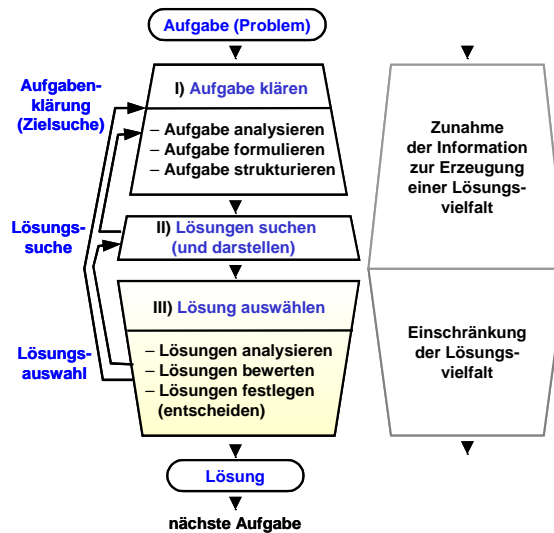 Aufgabe (Problem)
Aufgaben-
klärung
(Zielsuche)
I) Aufgabe klären
– Aufgabe analysieren
– Aufgabe formulieren
– Aufgabe strukturieren
Lösungs-
suche
II) Lösungen suchen
(und darstellen)
III) Lösung auswählen
Lösungs-
auswahl
– Lösungen analysieren
– Lösungen bewerten
– Lösungen festlegen
(entscheiden)
Lösung
nächste Aufgabe
Zunahme
der Information
zur Erzeugung
einer Lösungs-
vielfalt
Einschränkung
der Lösungs-
vielfalt